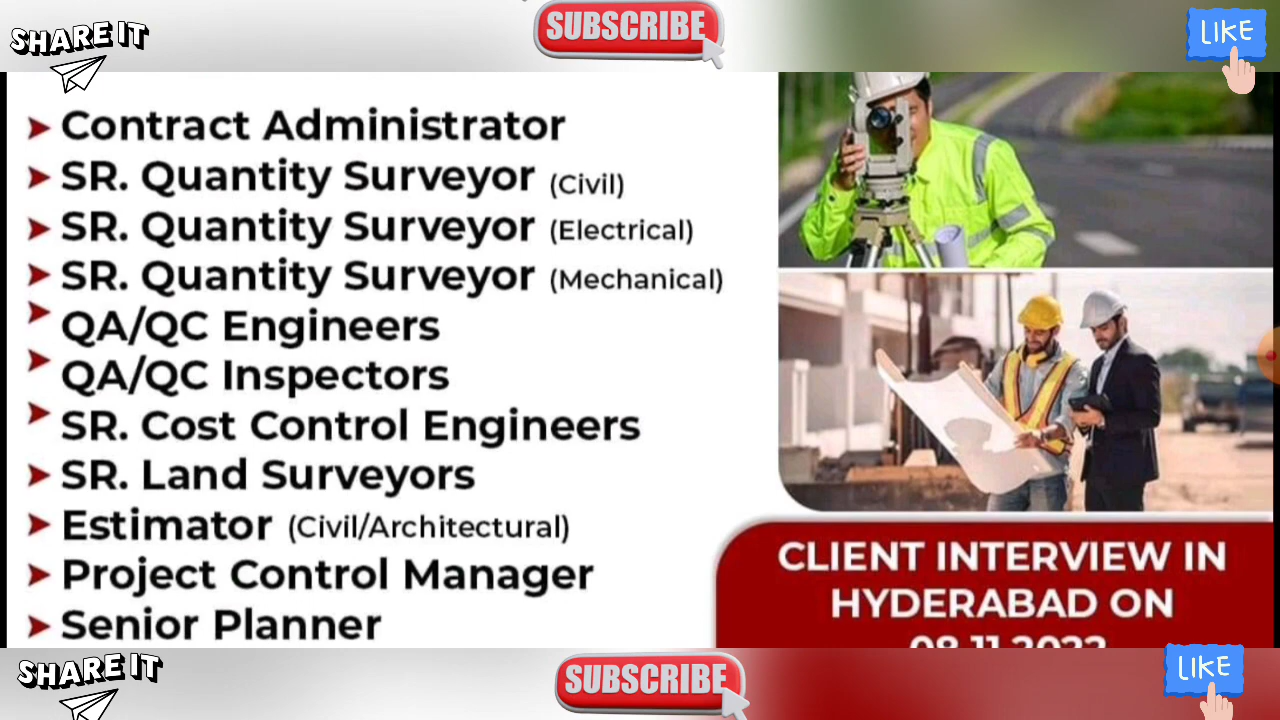 SHARE IT
SUBSCRIBE
LIKE
Contract Administrator
SR. Quantity Surveyor (Civil)
SR. Quantity Surveyor (Electrical)
SR. Quantity Surveyor (Mechanical)
QA/QC Engineers
QA/QC Inspectors
SR. Cost Control Engineers
SR. Land Surveyors
Estimator (Civil/Architectural)
Project Control Manager
Senior Planner
CLIENT INTERVIEW IN
HYDERABAD ON
SHARE IT
SUBSCRIBE
LIKE